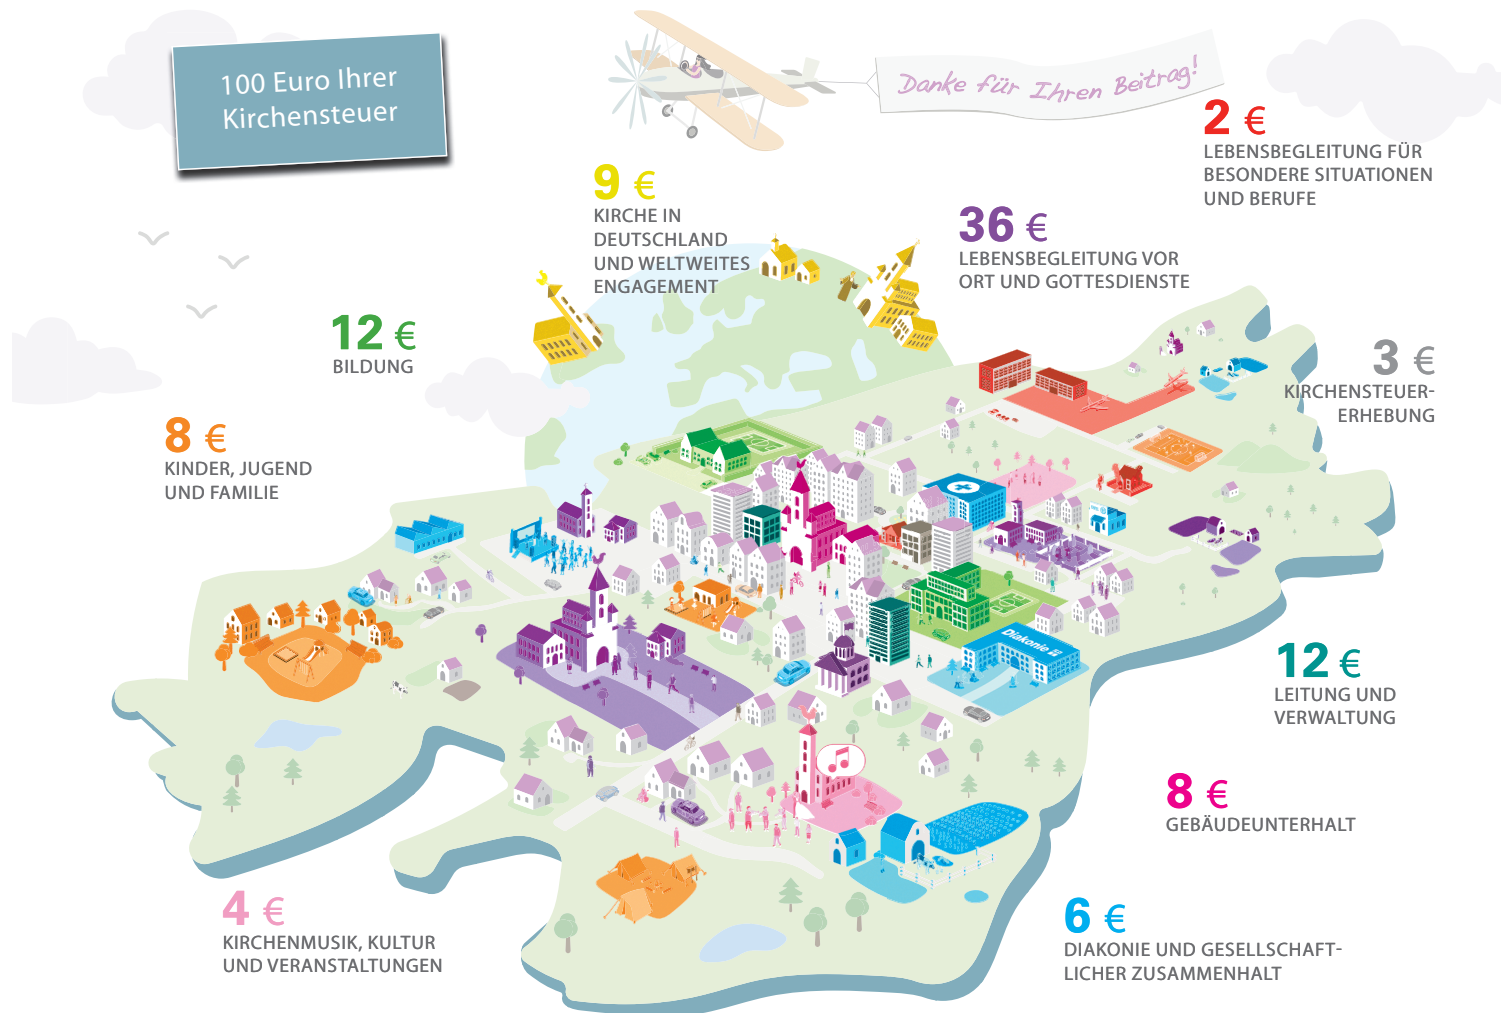 100 Euro Ihrer
Kirchensteuer
Danke für Ihren Beitrag!
2 €
LEBENSBEGLEITUNG FÜR
BESONDERE SITUATIONEN
UND BERUFE
9 €
KIRCHE IN
DEUTSCHLAND
UND WELTWEITES
ENGAGEMENT
36 €
LEBENSBEGLEITUNG VOR
ORT UND GOTTESDIENSTE
12 €
BILDUNG
3 €
KIRCHENSTEUER-
ERHEBUNG
8 €
KINDER, JUGEND
UND FAMILIE
Diakonie
12 €
LEITUNG UND
VERWALTUNG
8 €
GEBÄUDEUNTERHALT
4 €
KIRCHENMUSIK, KULTUR
UND VERANSTALTUNGEN
6 €
DIAKONIE UND GESELLSCHAFT-
LICHER ZUSAMMENHALT